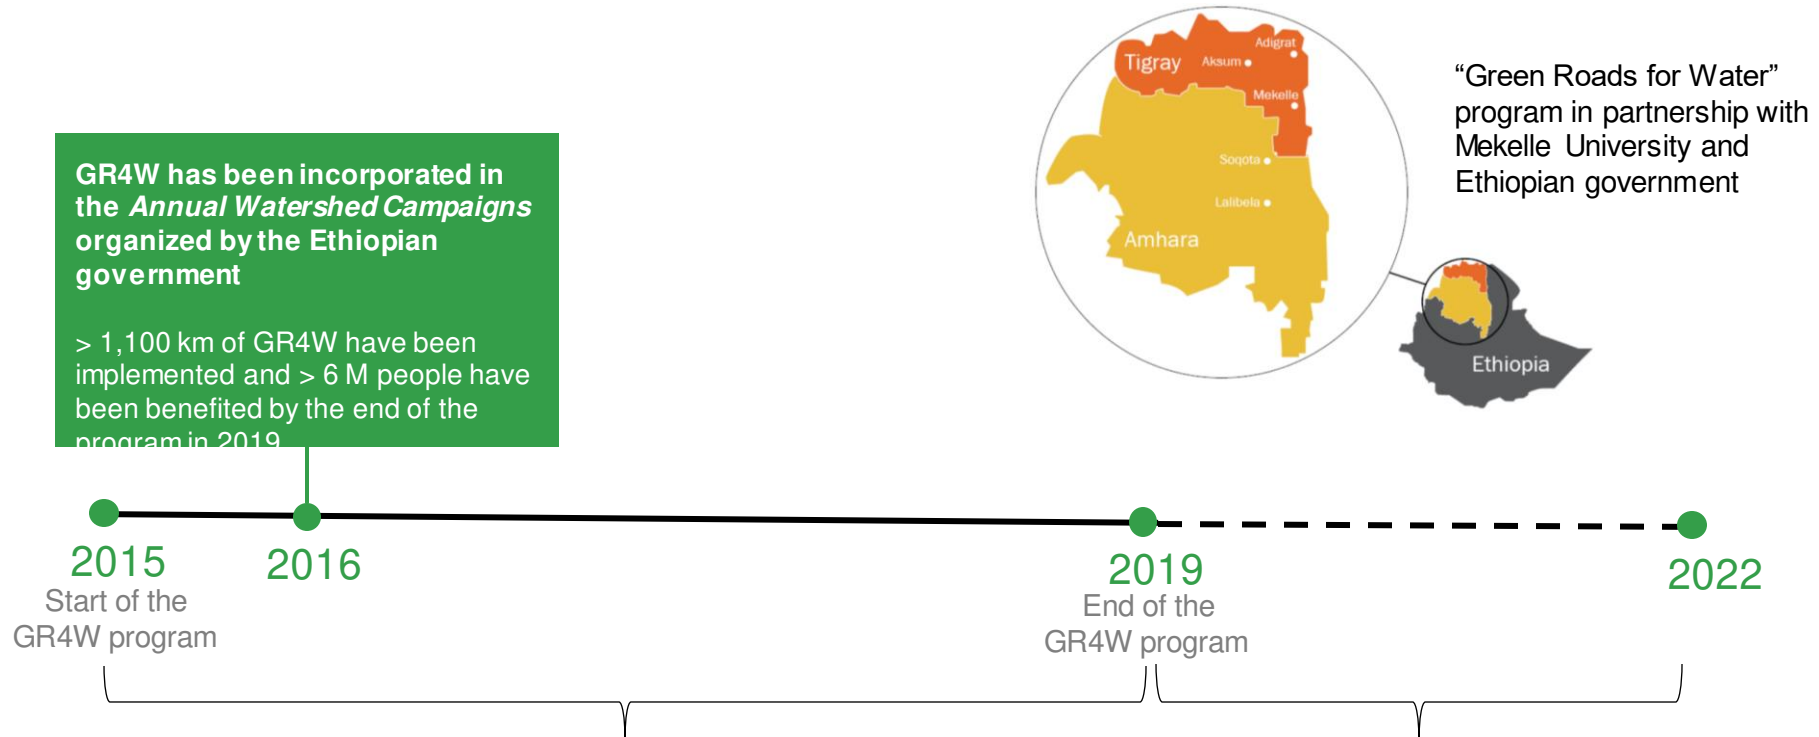 GR4W has been incorporated in
the Annual Watershed Campaigns
organized by the Ethiopian
government
> 1,100 km of GR4W have been
implemented and > 6 M people have
been benefited by the end of the
program in 2019
Tigray
Aksum
Adigrat
Mekelle
Soqota
Lalibela
Amhara
“Green Roads for Water”
program in partnership with
Mekelle University and
Ethiopian government
Ethiopia
2015
Start of the
GR4W program
2016
2019
End of the
GR4W program
2022